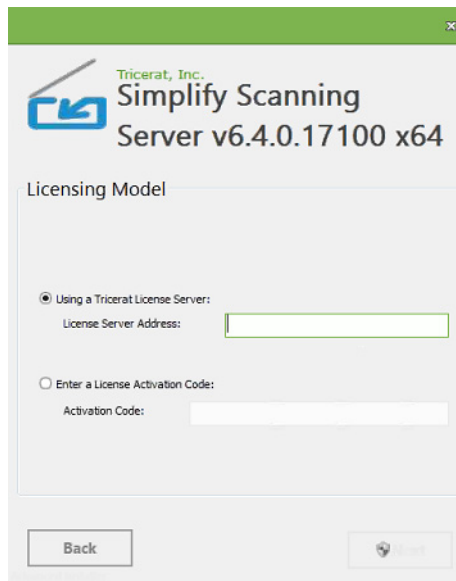 Tricerat, Inc.
Simplify Scanning
Server v6.4.0.17100 x64
Licensing Model
Using a Tricerat License Server:
License Server Address:
Enter a License Activation Code:
Activation Code:
Back
Next